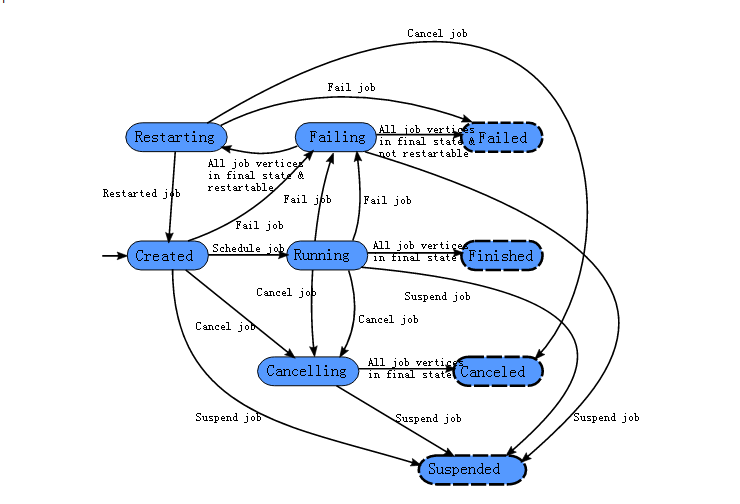 Cancel job
Fail job
Restarting
Failing
All job vertices
in final state &
not restartable
Failed
All job vertices
in final state &
restartable
Restarted job
Fail job
Fail job
Fail job
Created
Schedule job
Running
All job vertices
in final state
Finished
Cancel job
Suspend job
Cancel job
Cancel job
Cancelling
All job vertices
in final state
Canceled
Suspend job
Suspend job
Suspend job
Suspended